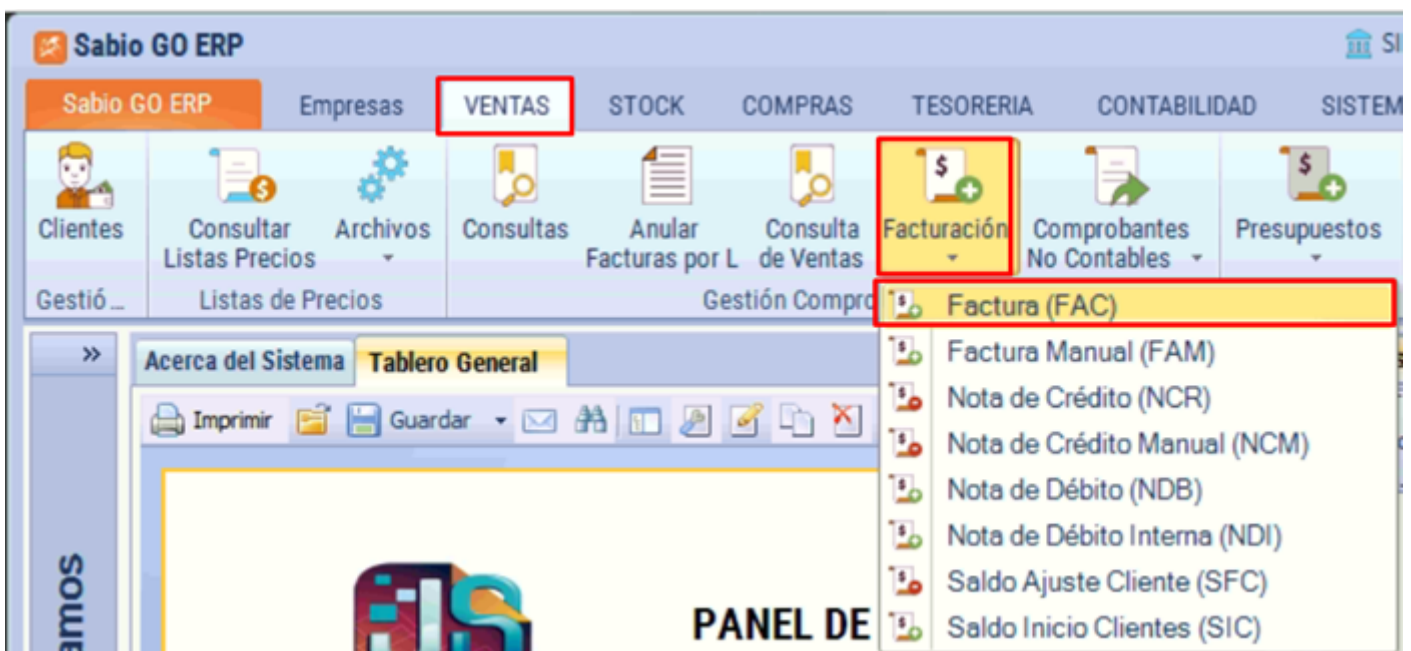 Sabio GO ERP
Sabio GO ERP Empresas VENTAS STOCK COMPRAS TESORERIA CONTABILIDAD SISTEM
Clientes Consultar Archivos Consultas Anular Consulta Facturación Comprobantes Presupuestos
Listas Precios Facturas por L de Ventas No Contables
Gestió ... Listas de Precios Gestión Compro
Factura (FAC)
Acerca del Sistema Tablero General
Factura Manual (FAM)
Nota de Crédito (NCR)
Imprimir Guardar
Nota de Crédito Manual (NCM)
Nota de Débito (NDB)
Nota de Débito Interna (NDI)
Saldo Ajuste Cliente (SFC)
PANEL DE
Saldo Inicio Clientes (SIC)